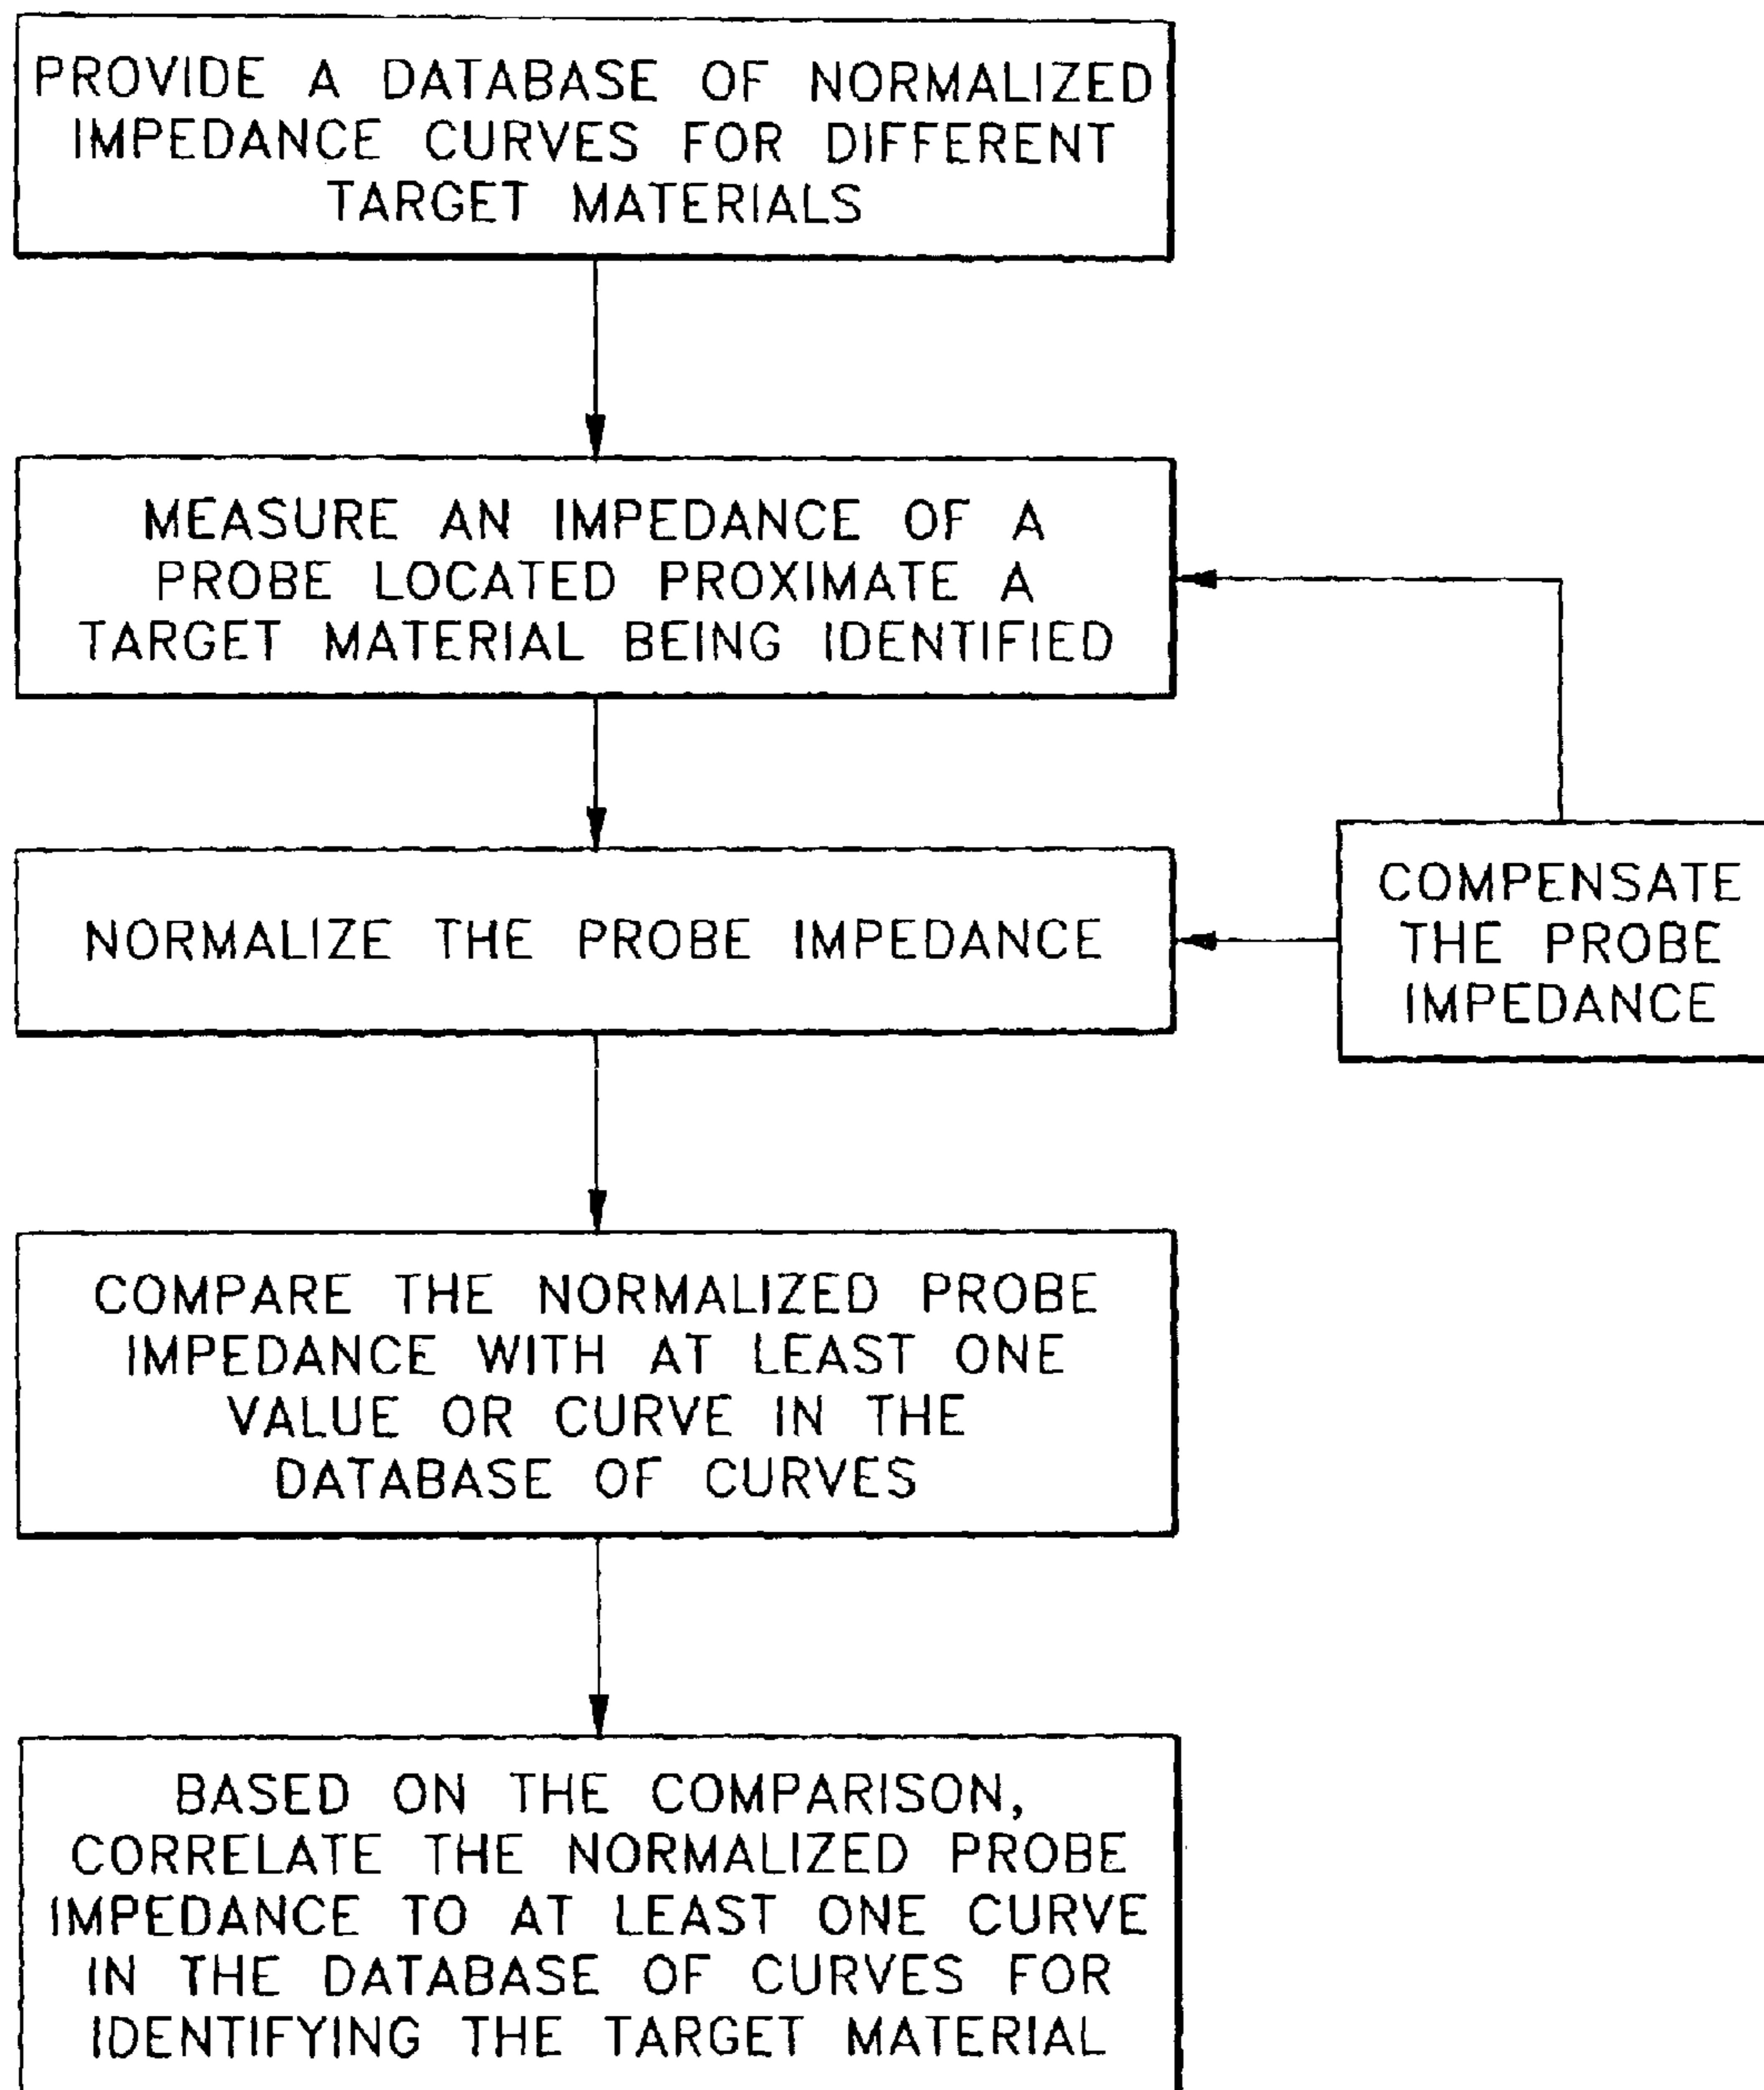 PROVIDE A DATABASE OF NORMALIZED
IMPEDANCE CURVES FOR DIFFERENT
TARGET MATERIALS
MEASURE AN IMPEDANCE OF A
PROBE LOCATED PROXIMATE A
TARGET MATERIAL BEING IDENTIFIED
NORMALIZE THE PROBE IMPEDANCE
COMPENSATE
THE PROBE
IMPEDANCE
COMPARE THE NORMALIZED PROBE
IMPEDANCE WITH AT LEAST ONE
VALUE OR CURVE IN THE
DATABASE OF CURVES
BASED ON THE COMPARISON,
CORRELATE THE NORMALIZED PROBE
IMPEDANCE TO AT LEAST ONE CURVE
IN THE DATABASE OF CURVES FOR
IDENTIFYING THE TARGET MATERIAL